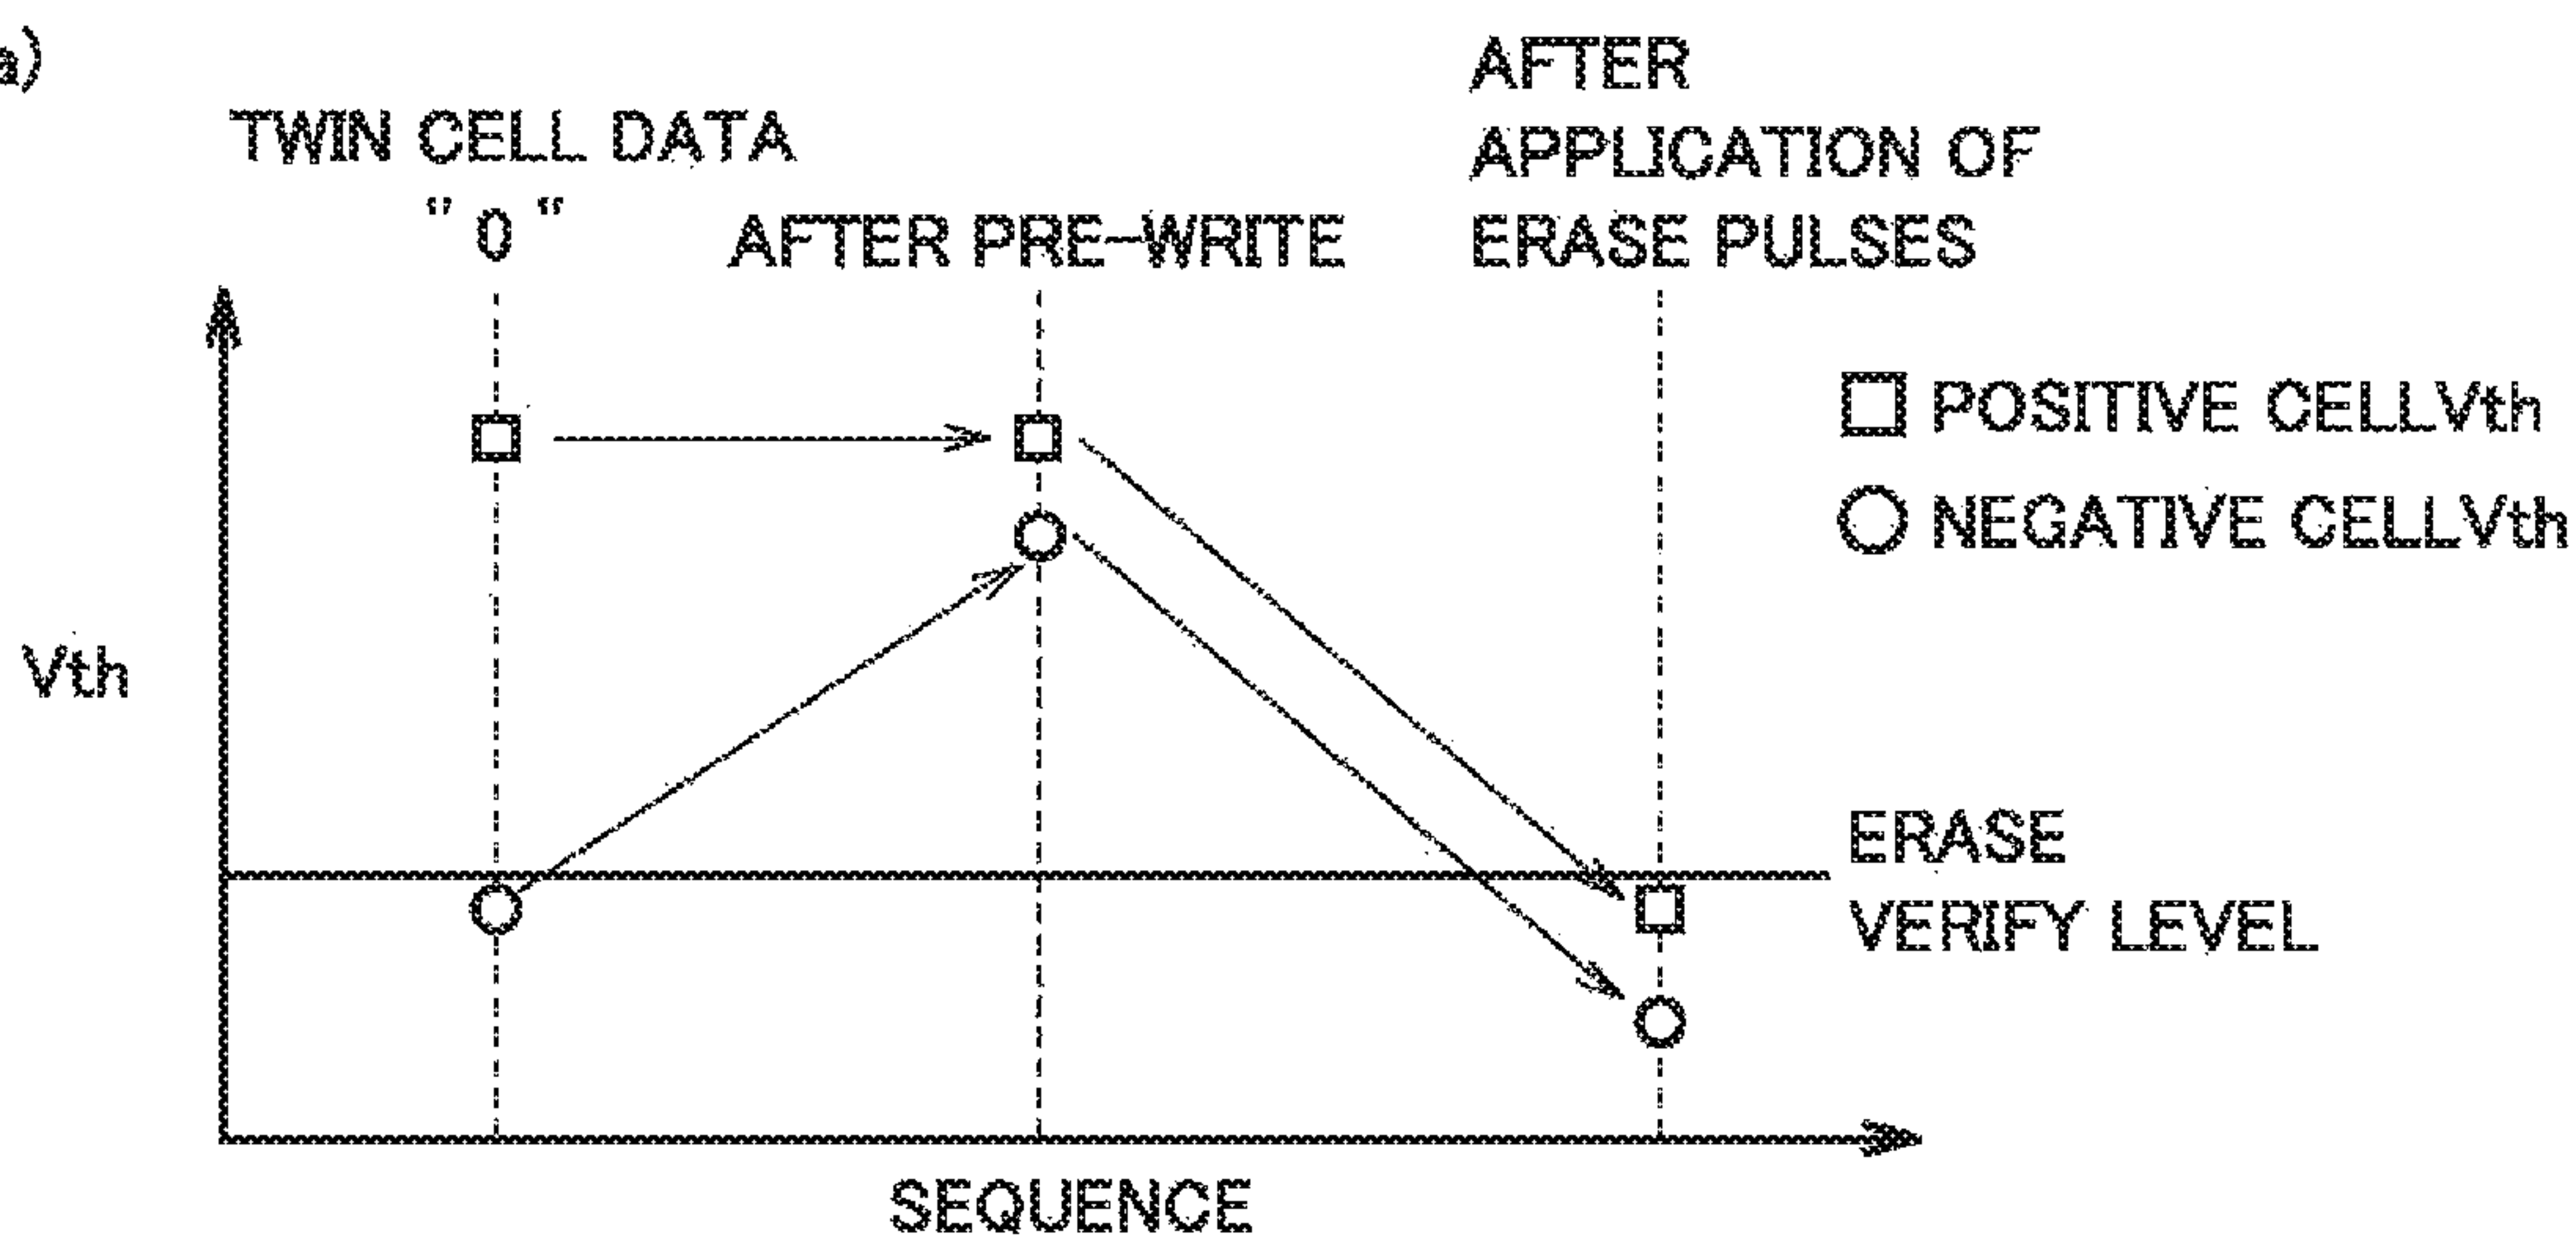 a)
TWIN CELL DATA
" 0 "
AFTER PRE-WRITE
AFTER
APPLICATION OF
ERASE PULSES
POSITIVE CELLVth
NEGATIVE CELLVth
Vth
ERASE
VERIFY LEVEL
SEQUENCE